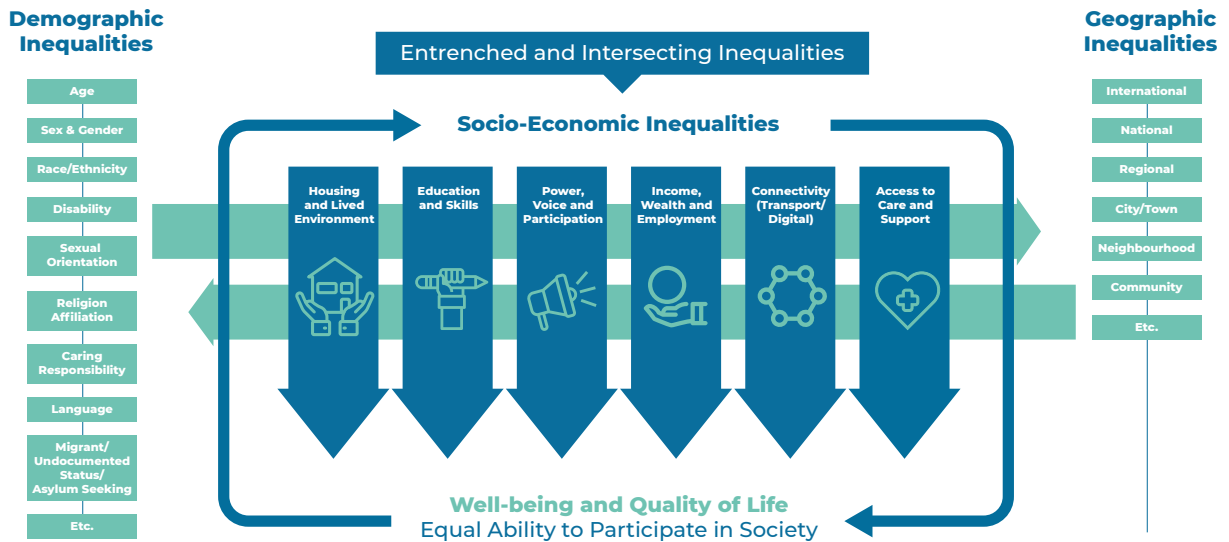 Demographic
Inequalities
Age
Sex & Gender
Race/Ethnicity
Disability
Sexual
Orientation
Religion
Affiliation
Caring
Responsibility
Language
Migrant/
Undocumented
Status/
Asylum Seeking
Etc.
Entrenched and Intersecting Inequalities
Socio-Economic Inequalities
Housing
and Lived
Environment
Education
and Skills
Power,
Voice and
Participation
Income,
Wealth and
Employment
Connectivity
(Transport/
Digital)
Access to
Care and
Support
Well-being and Quality of Life
Equal Ability to Participate in Society
Geographic
Inequalities
International
National
Regional
City/Town
Neighbourhood
Community
Etc.